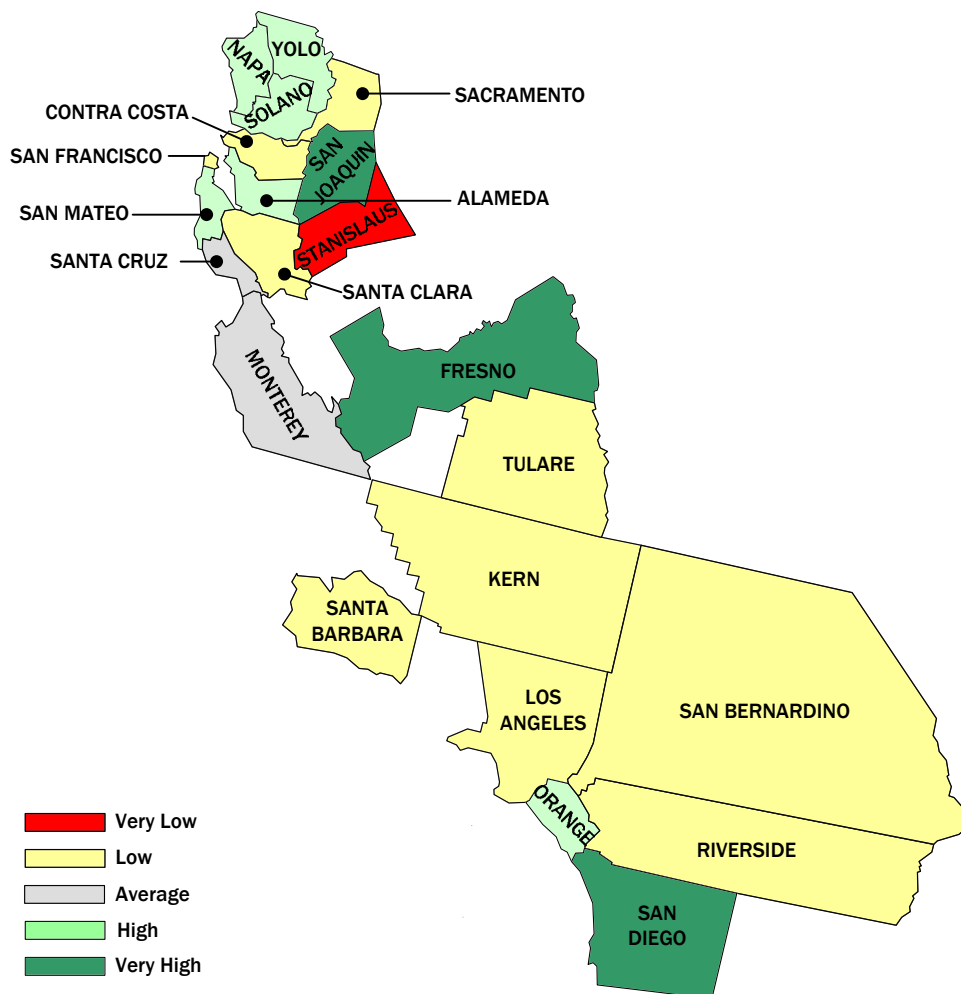 YOLO
NAPA
SOLANO
SACRAMENTO
CONTRA COSTA
SAN FRANCISCO
SAN
JOAQUIN
ALAMEDA
SAN MATEO
STANISLAUS
SANTA CRUZ
SANTA CLARA
MONTEREY
FRESNO
TULARE
KERN
SANTA
BARBARA
LOS
ANGELES
SAN BERNARDINO
ORANGE
RIVERSIDE
SAN
DIEGO
Very Low
Low
Average
High
Very High